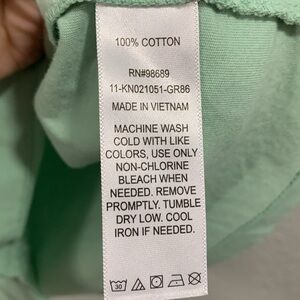 100% COTTON
RN#98689
11-KN021051-GR86
MADE IN VIETNAM
MACHINE WASH
COLD WITH LIKE
COLORS, USE ONLY
NON-CHLORINE
BLEACH WHEN
NEEDED. REMOVE
PROMPTLY. TUMBLE
DRY LOW. COOL
IRON IF NEEDED.
30